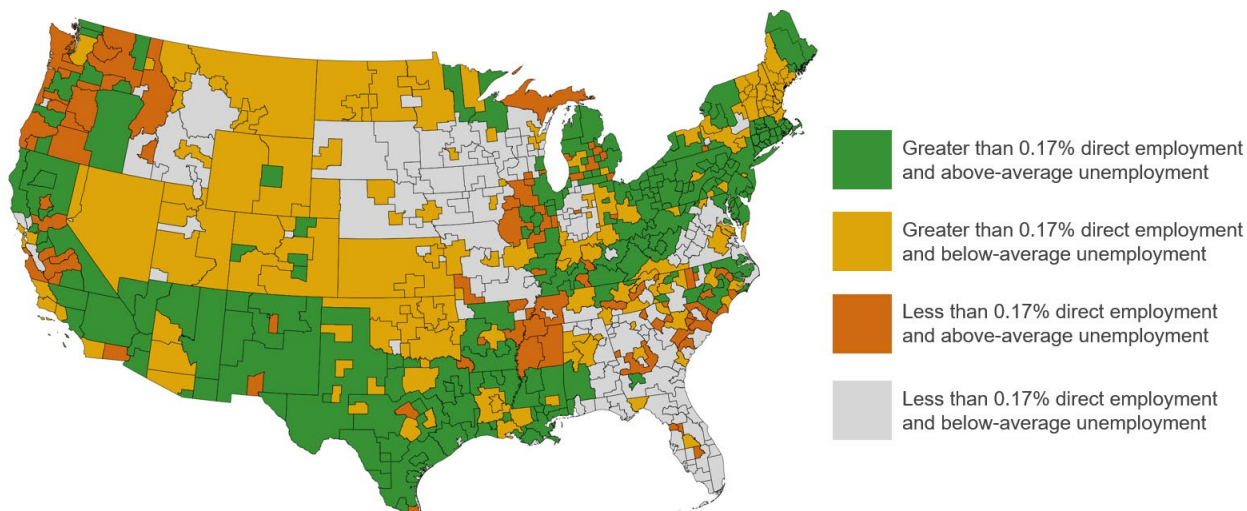 Greater than 0.17% direct employment
and above-average unemployment
Greater than 0.17% direct employment
and below-average unemployment
Less than 0.17% direct employment
and above-average unemployment
Less than 0.17% direct employment
and below-average unemployment